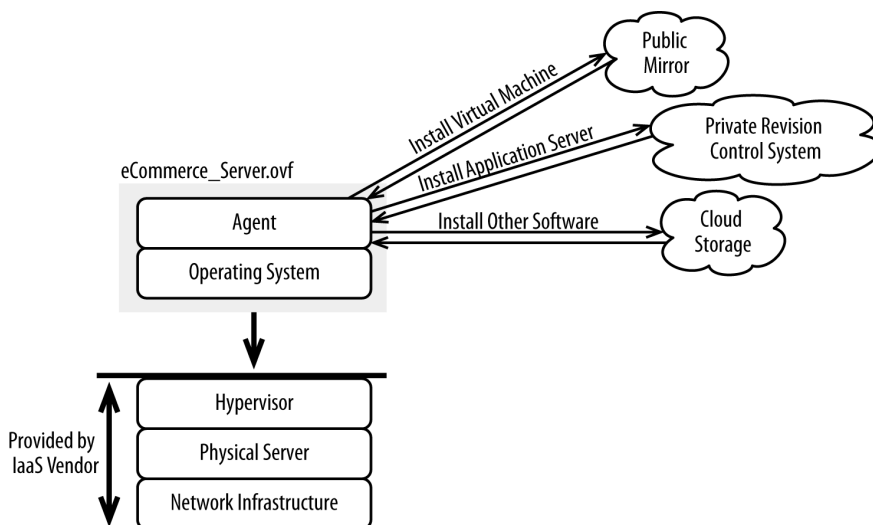 Public
Mirror
Install Virtual Machine
Private Revision
Control System
Install Application Server
eCommerce_Server.ovf
Agent
Install Other Software
Cloud
Storage
Operating System
Hypervisor
Provided by
IaaS Vendor
Physical Server
Network Infrastructure